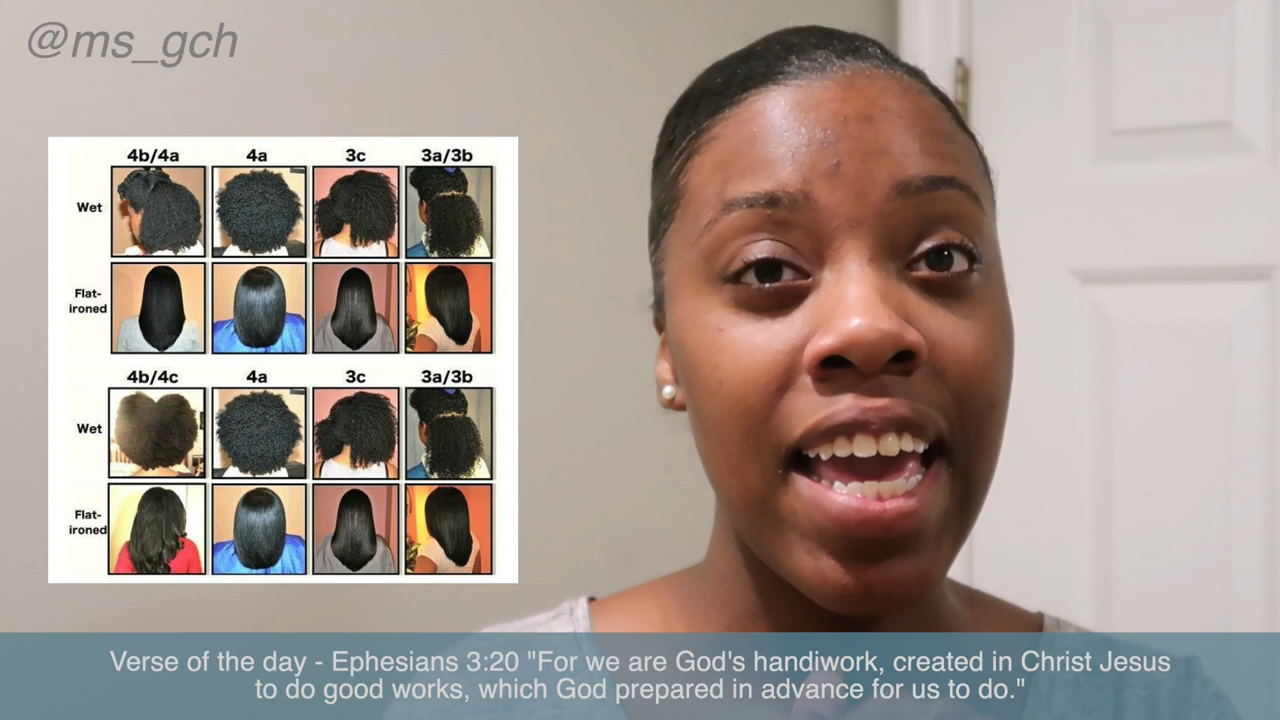 @ms_gch
4b/4a 4a 3c 3a/3b
Wet
Flat-
ironed
4b/4c 4a 3c 3a/3b
Wet
Flat-
ironed
Verse of the day - Ephesians 3:20 "For we are God's handiwork, created in Christ Jesus
to do good works, which God prepared in advance for us to do."